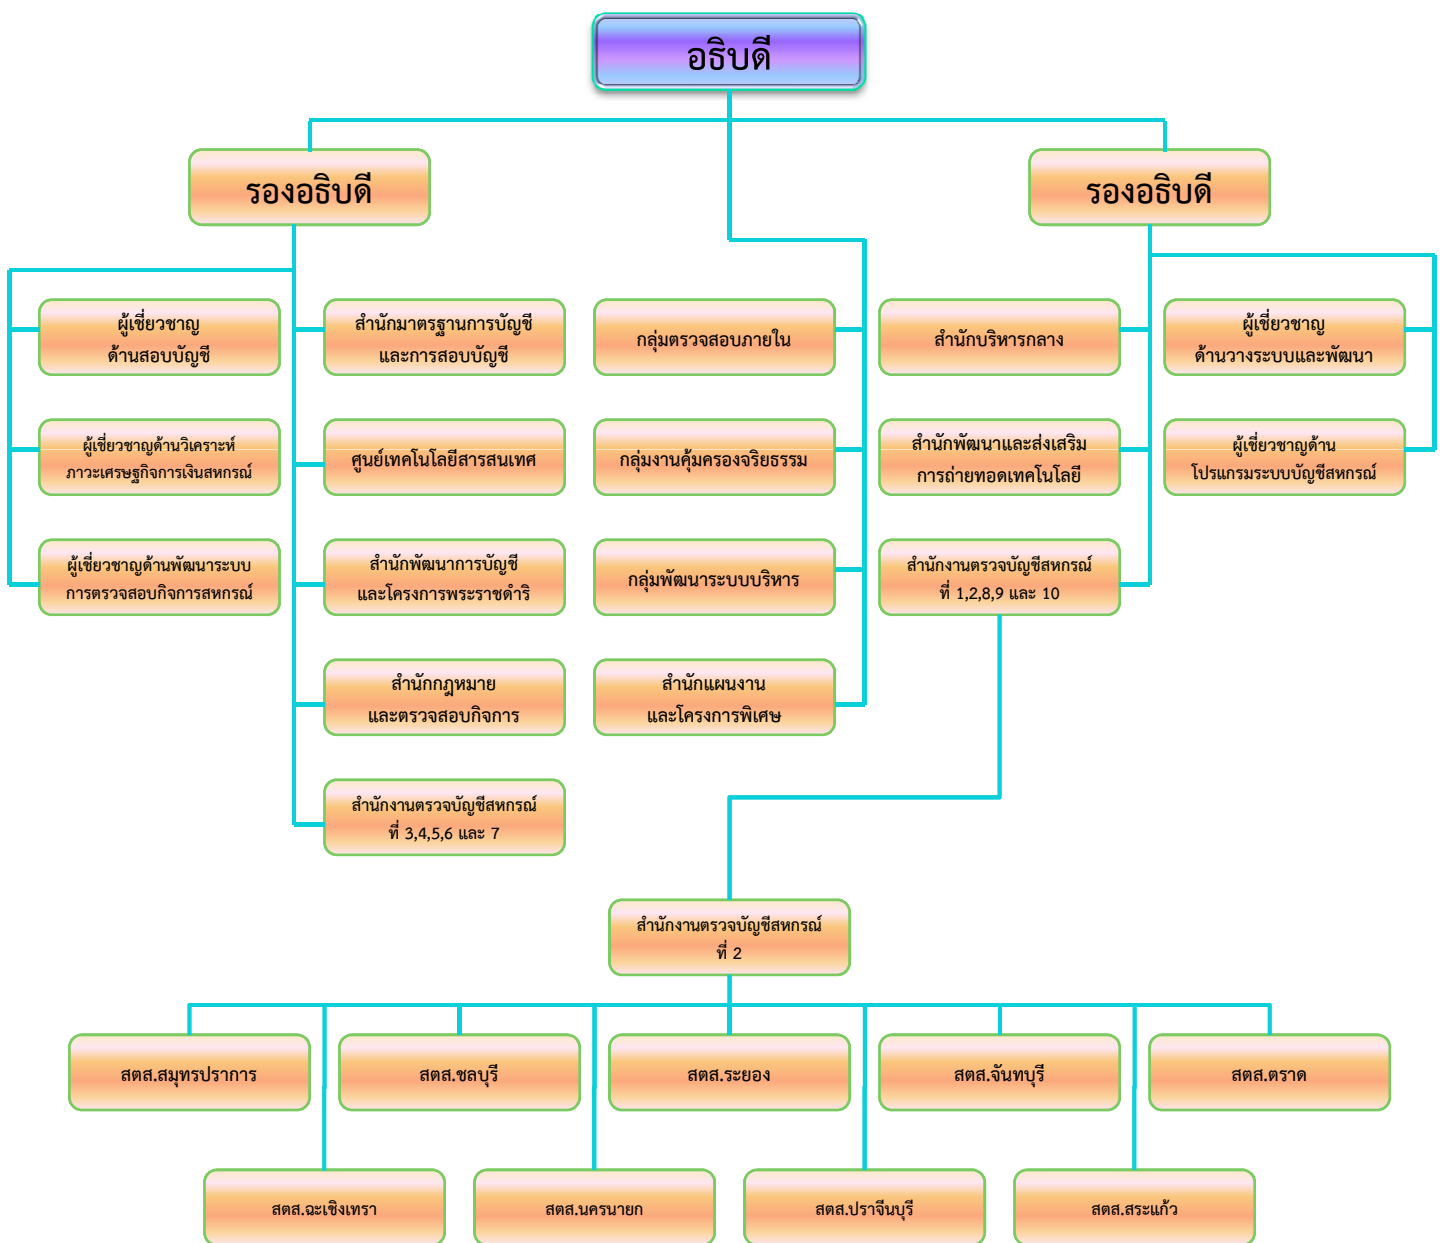 อธิบดี
รองอธิบดี
รองอธิบดี
ผู้เชี่ยวชาญ
ด้านสอบบัญชี
สำนักมาตรฐานการบัญชี
และการสอบบัญชี
กลุ่มตรวจสอบภายใน
สำนักบริหารกลาง
ผู้เชี่ยวชาญ
ด้านวางระบบและพัฒนา
ผู้เชี่ยวชาญด้านวิเคราะห์
ภาวะเศรษฐกิจการเงินสหกรณ์
ศูนย์เทคโนโลยีสารสนเทศ
กลุ่มงานคุ้มครองจริยธรรม
สำนักพัฒนาและส่งเสริม
การถ่ายทอดเทคโนโลยี
ผู้เชี่ยวชาญด้าน
โปรแกรมระบบบัญชีสหกรณ์
ผู้เชี่ยวชาญด้านพัฒนาระบบ
การตรวจสอบกิจการสหกรณ์
สำนักพัฒนาการบัญชี
และโครงการพระราชดำริ
กลุ่มพัฒนาระบบบริหาร
สำนักงานตรวจบัญชีสหกรณ์
ที่ 1,2,8,9 และ 10
สำนักกฎหมาย
และตรวจสอบกิจการ
สำนักแผนงาน
และโครงการพิเศษ
สำนักงานตรวจบัญชีสหกรณ์
ที่ 3,4,5,6 และ 7
สำนักงานตรวจบัญชีสหกรณ์
ที่ 2
สตส.สมุทรปราการ
สตส.ชลบุรี
สตส.ระยอง
สตส.จันทบุรี
สตส.ตราด
สตส.ฉะเชิงเทรา
สตส.นครนายก
สตส.ปราจีนบุรี
สตส.สระแก้ว